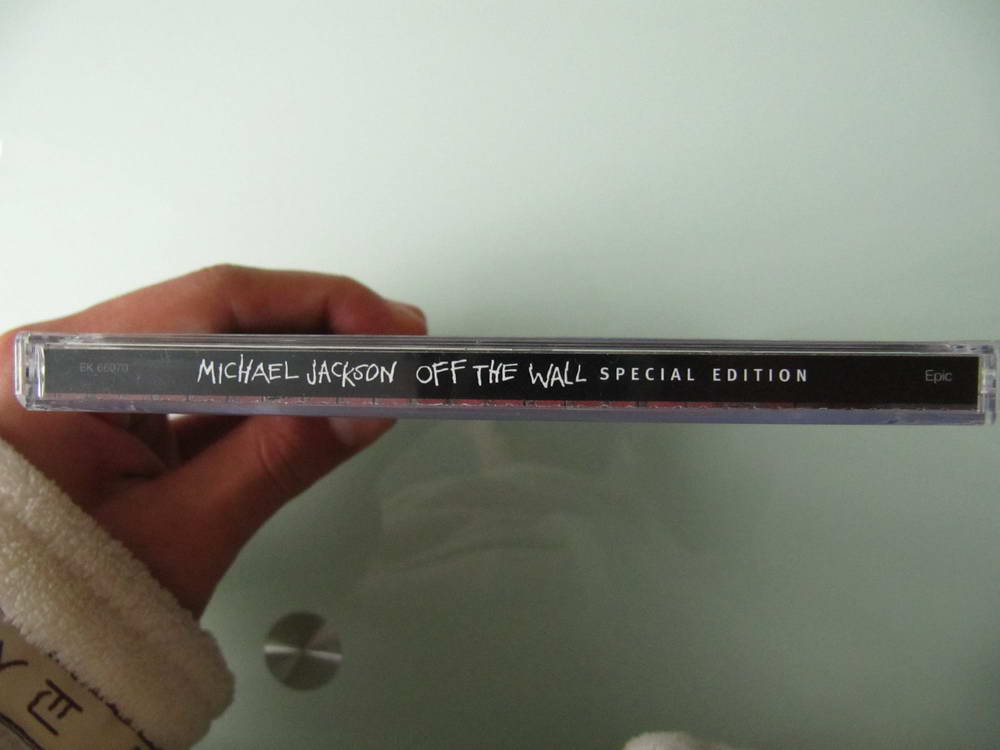 EK 66070 MICHAEL JACKSON OFF THE WALL SPECIAL EDITION Epic